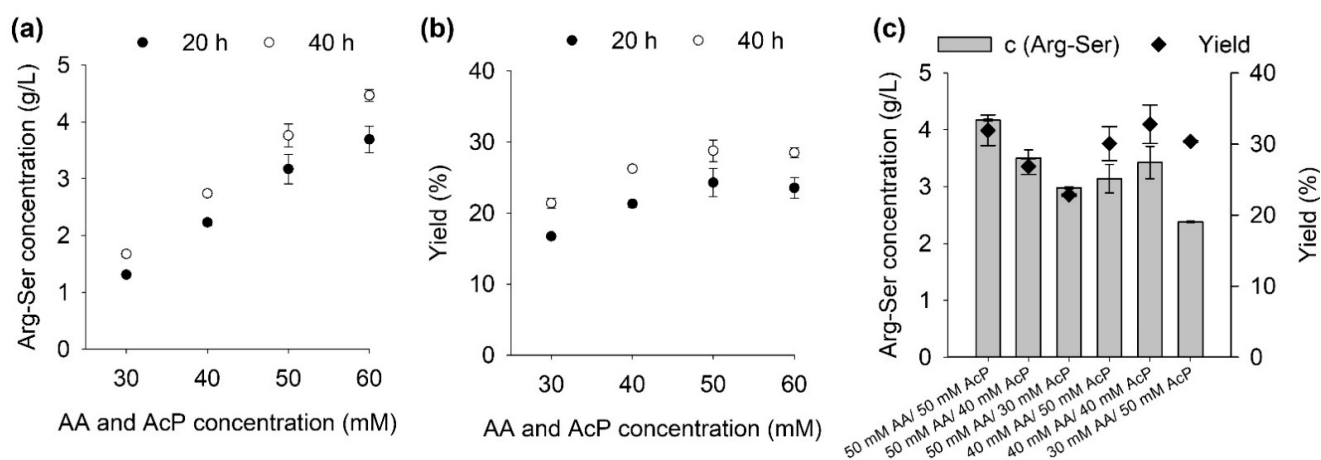 (a)
20 h
40 h
Arg-Ser concentration (g/L)
5
4
3
2
1
0
30
40
50
60
AA and AcP concentration (mM)
(b)
20 h
40 h
Yield (%)
40
30
20
10
0
30
40
50
60
AA and AcP concentration (mM)
(c)
c (Arg-Ser)
Yield
Arg-Ser concentration (g/L)
5
4
3
2
1
0
40
30
20
10
0
Yield (%)
50 mM AA/ 50 mM AcP
50 mM AA/ 40 mM AcP
50 mM AA/ 30 mM AcP
40 mM AA/ 50 mM AcP
40 mM AA/ 40 mM AcP
30 mM AA/ 50 mM AcP